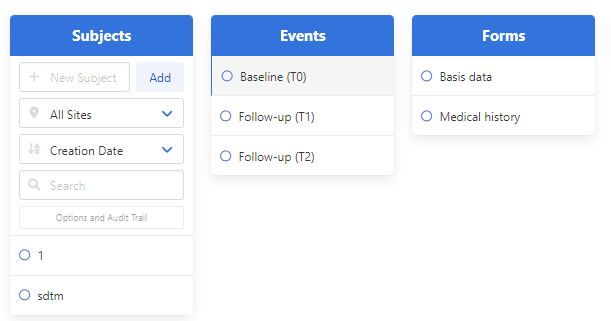 Subjects
New Subject
Add
All Sites
Creation Date
Search
Options and Audit Trail
1
sdtm
Events
Baseline (T0)
Follow-up (T1)
Follow-up (T2)
Forms
Basis data
Medical history